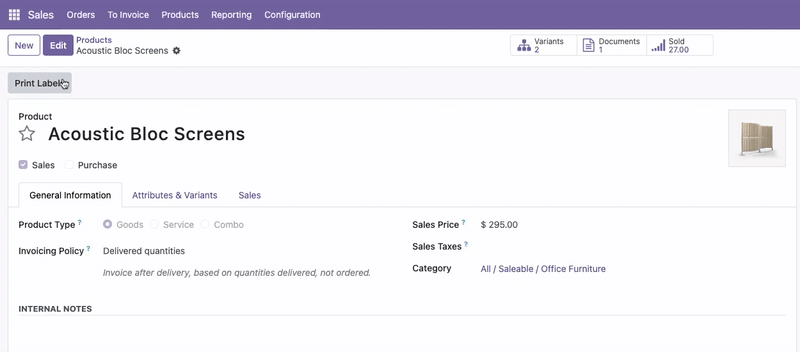 Sales Orders To Invoice Products Reporting Configuration
New Edit Products
Acoustic Bloc Screens
Variants 2
Documents 1
Sold 27.00
Print Labels
Product
Acoustic Bloc Screens
Sales Purchase
General Information Attributes & Variants Sales
Product Type ? Goods Service Combo
Sales Price ? $ 295.00
Invoicing Policy ? Delivered quantities
Sales Taxes ?
Invoice after delivery, based on quantities delivered, not ordered.
Category All / Saleable / Office Furniture
INTERNAL NOTES